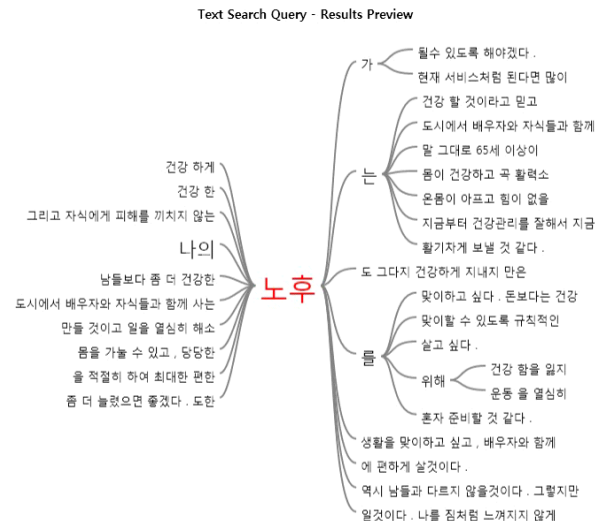 Text Search Query - Results Preview
건강 하게
건강 한
그리고 자식에게 피해를 끼치지 않는
나의
남들보다 좀 더 건강한
도시에서 배우자와 자식들과 함께 사는
만들 것이고 일을 열심히 해소
몸을 가눌 수 있고 , 당당한
을 적절히 하여 최대한 편한
좀 더 늘렸으면 좋겠다 . 도한
노후
가
될수 있도록 해야겠다 .
현재 서비스처럼 된다면 많이
는
건강 할 것이라고 믿고
도시에서 배우자와 자식들과 함께
말 그대로 65세 이상이
몸이 건강하고 곡 활력소
온몸이 아프고 힘이 없을
지금부터 건강관리를 잘해서 지금
활기자게 보낼 것 같다 .
도 그다지 건강하게 지내지 만은
를
맞이하고 싶다 . 돈보다는 건강
맞이할 수 있도록 규칙적인
살고 싶다 .
위해
건강 함을 잃지
운동 을 열심히
혼자 준비할 것 같다 .
생활을 맞이하고 싶고 , 배우자와 함께
에 편하게 살것이다 .
역시 남들과 다르지 않을것이다 . 그렇지만
일것이다 . 나를 짐처럼 느껴지지 않게